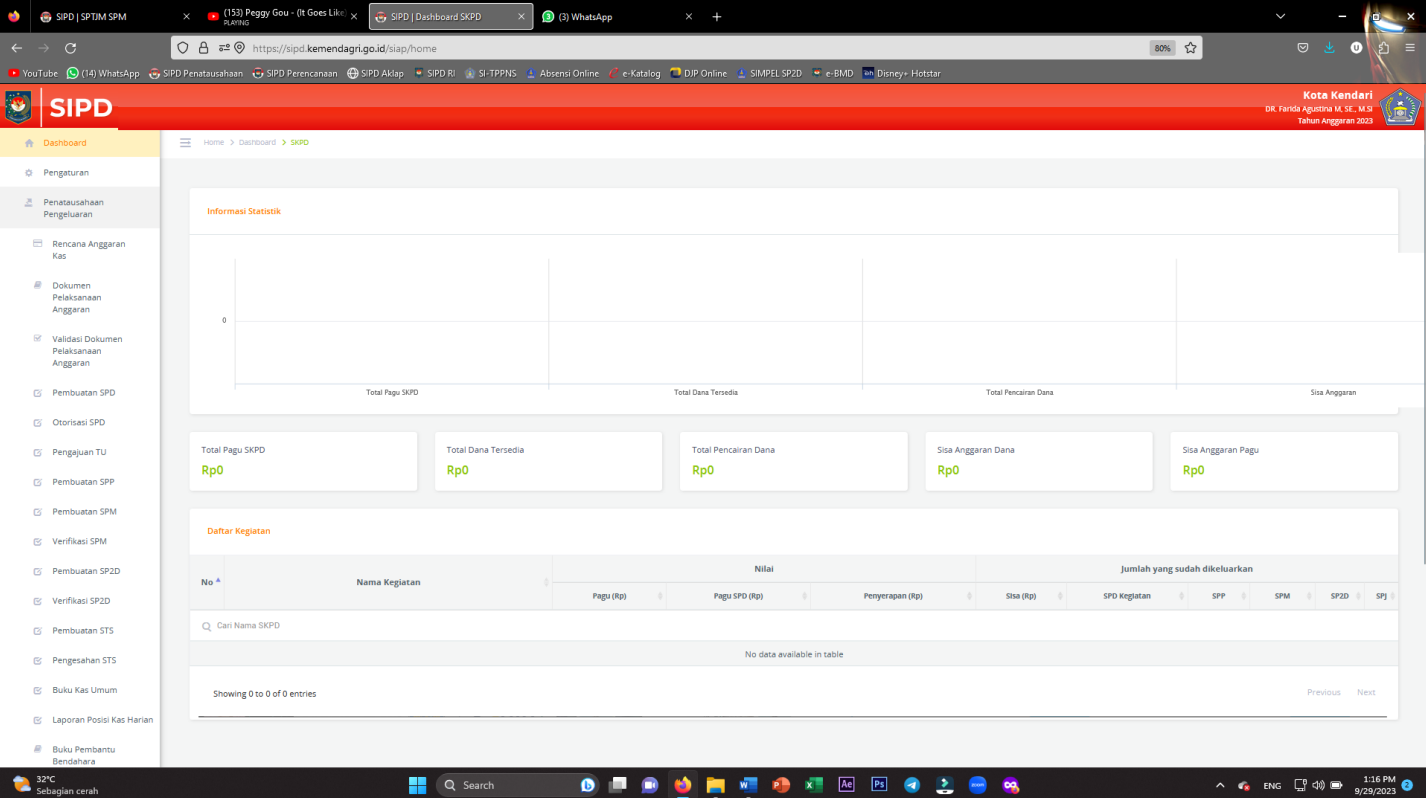 SIPD | SPTJM SPM
(153) Peggy Gou - (It Goes Like)
PLAYING
SIPD | Dashboard SKPD
(3) WhatsApp
https://sipd.kemendagri.go.id/siap/home
80%
YouTube (14) WhatsApp SIPD Penatausahaan SIPD Perencanaan SIPD Aklap SIPD RI SI-TPPNS Absensi Online e-Katalog DJP Online SIMPEL SP2D e-BMD Disney+ Hotstar
SIPD
Kota Kendari
DR. Farida Agustina M, SE., M.SI
Tahun Anggaran 2023
Home > Dashboard > SKPD
Dashboard
Pengaturan
Penatausahaan
Pengeluaran
Rencana Anggaran
Kas
Dokumen
Pelaksanaan
Anggaran
Validasi Dokumen
Pelaksanaan
Anggaran
Pembuatan SPD
Otorisasi SPD
Pengajuan TU
Pembuatan SPP
Pembuatan SPM
Verifikasi SPM
Pembuatan SP2D
Verifikasi SP2D
Pembuatan STS
Pengesahan STS
Buku Kas Umum
Laporan Posisi Kas Harian
Buku Pembantu
Bendahara
Informasi Statistik
0
Total Pagu SKPD Total Dana Tersedia Total Pencairan Dana Sisa Anggaran
Total Pagu SKPD
Rp0
Total Dana Tersedia
Rp0
Total Pencairan Dana
Rp0
Sisa Anggaran Dana
Rp0
Sisa Anggaran Pagu
Rp0
Daftar Kegiatan
No Nama Kegiatan Nilai Jumlah yang sudah dikeluarkan
Pagu (Rp) Pagu SPD (Rp) Penyerapan (Rp) Sisa (Rp) SPD Kegiatan SPP SPM SP2D SPJ
Cari Nama SKPD
No data available in table
Showing 0 to 0 of 0 entries
Previous Next
32°C
Sebagian cerah
Search
ENG
1:16 PM
9/29/2023